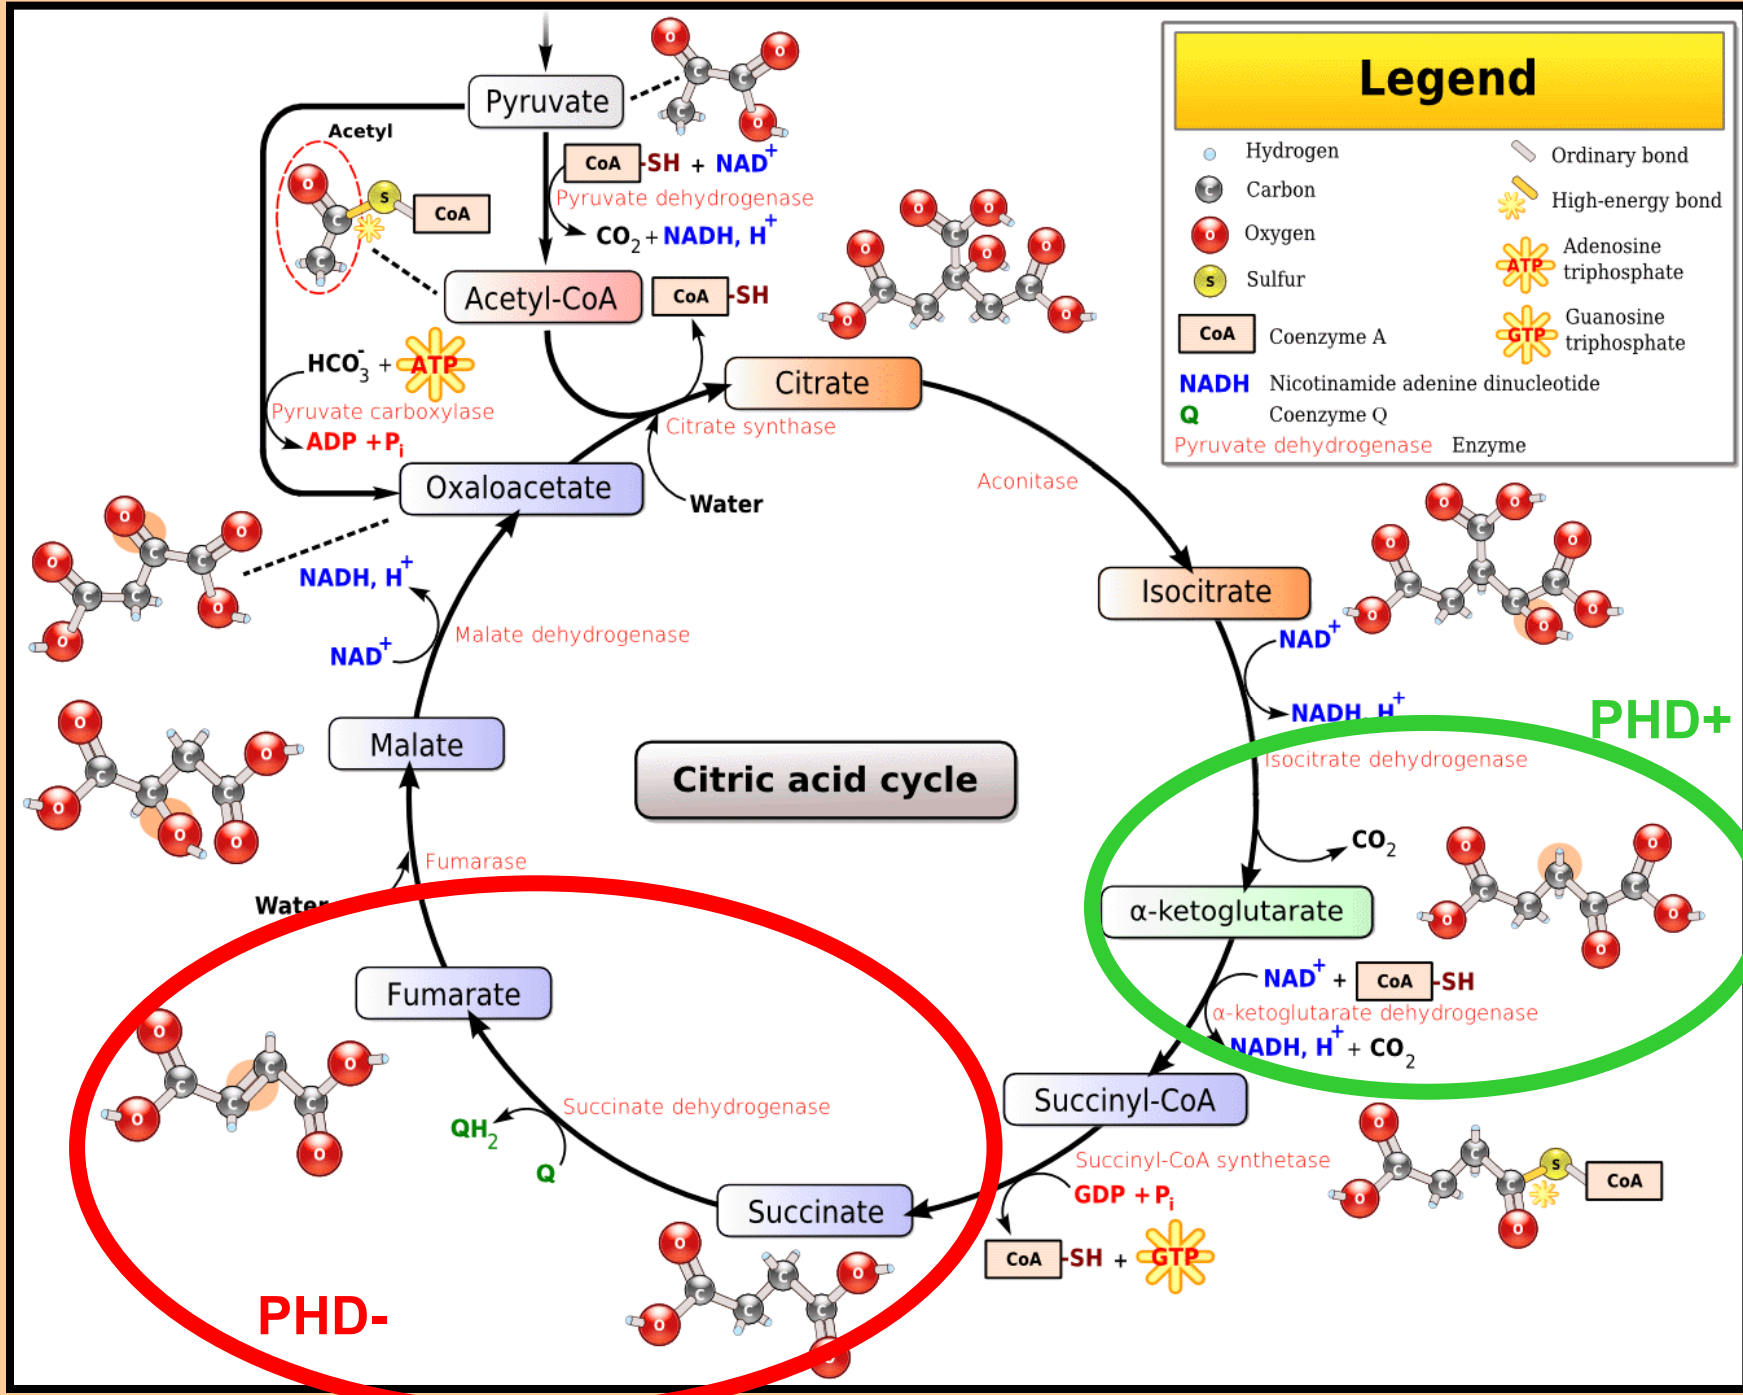 Pyruvate
Acetyl
CoA -SH + NAD+
Pyruvate dehydrogenase
CO2 + NADH, H+
S CoA
Acetyl-CoA
CoA -SH
HCO3- + ATP
Pyruvate carboxylase
ADP + Pi
Citrate
Citrate synthase
Oxaloacetate
Water
Aconitase
Legend
Hydrogen
Ordinary bond
C Carbon
High-energy bond
O Oxygen
ATP Adenosine
triphosphate
S Sulfur
GTP Guanosine
triphosphate
CoA Coenzyme A
NADH Nicotinamide adenine dinucleotide
Q Coenzyme Q
Pyruvate dehydrogenase Enzyme
NADH, H+
NAD+
Malate dehydrogenase
Isocitrate
NAD+
NADH, H+
PHD+
Isocitrate dehydrogenase
Malate
Citric acid cycle
CO2
Fumarase
Water
α-ketoglutarate
NAD+ + CoA -SH
α-ketoglutarate dehydrogenase
NADH, H+ + CO2
Fumarate
Succinyl-CoA
Succinate dehydrogenase
QH2
Q
Succinyl-CoA synthetase
GDP + Pi
S CoA
Succinate
CoA -SH + GTP
PHD-